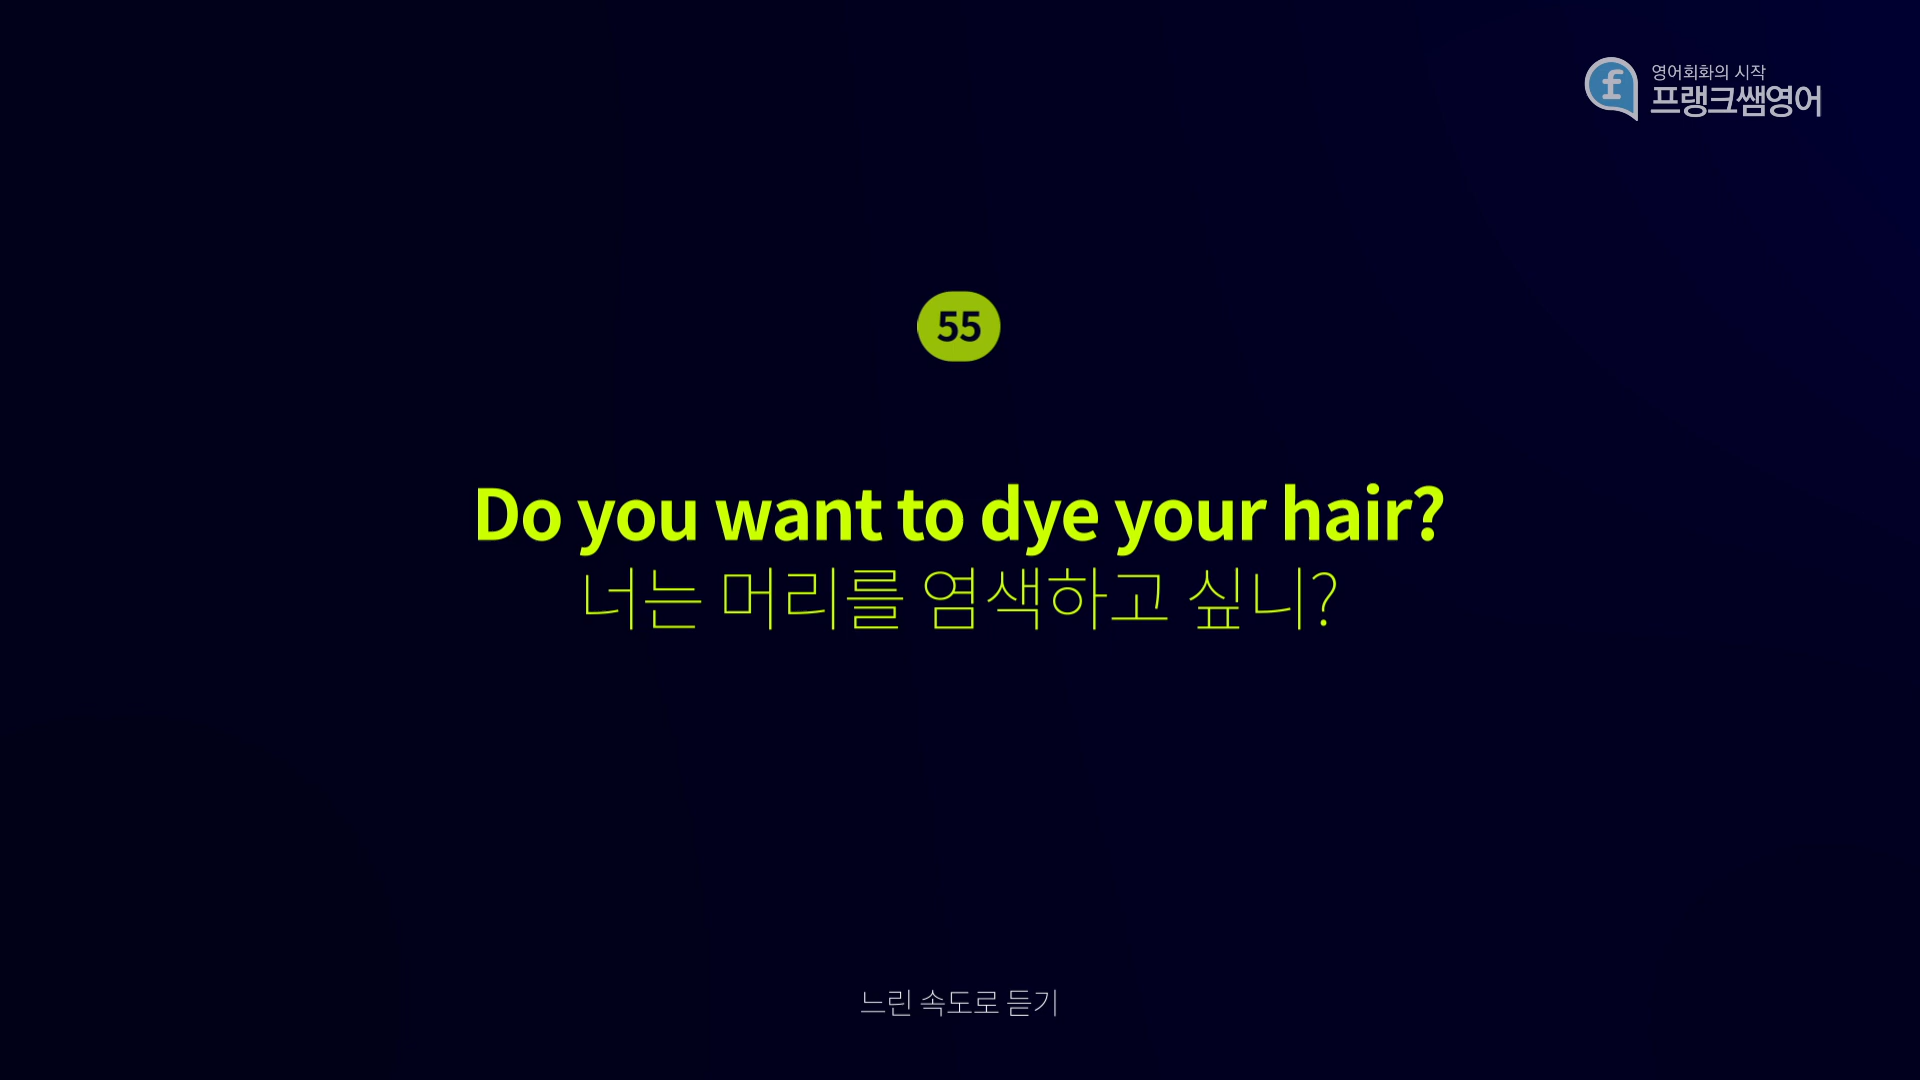 영어회화의 시작
프랭크쌤영어
55
Do you want to dye your hair?
너는 머리를 염색하고 싶니?
느린 속도로 듣기